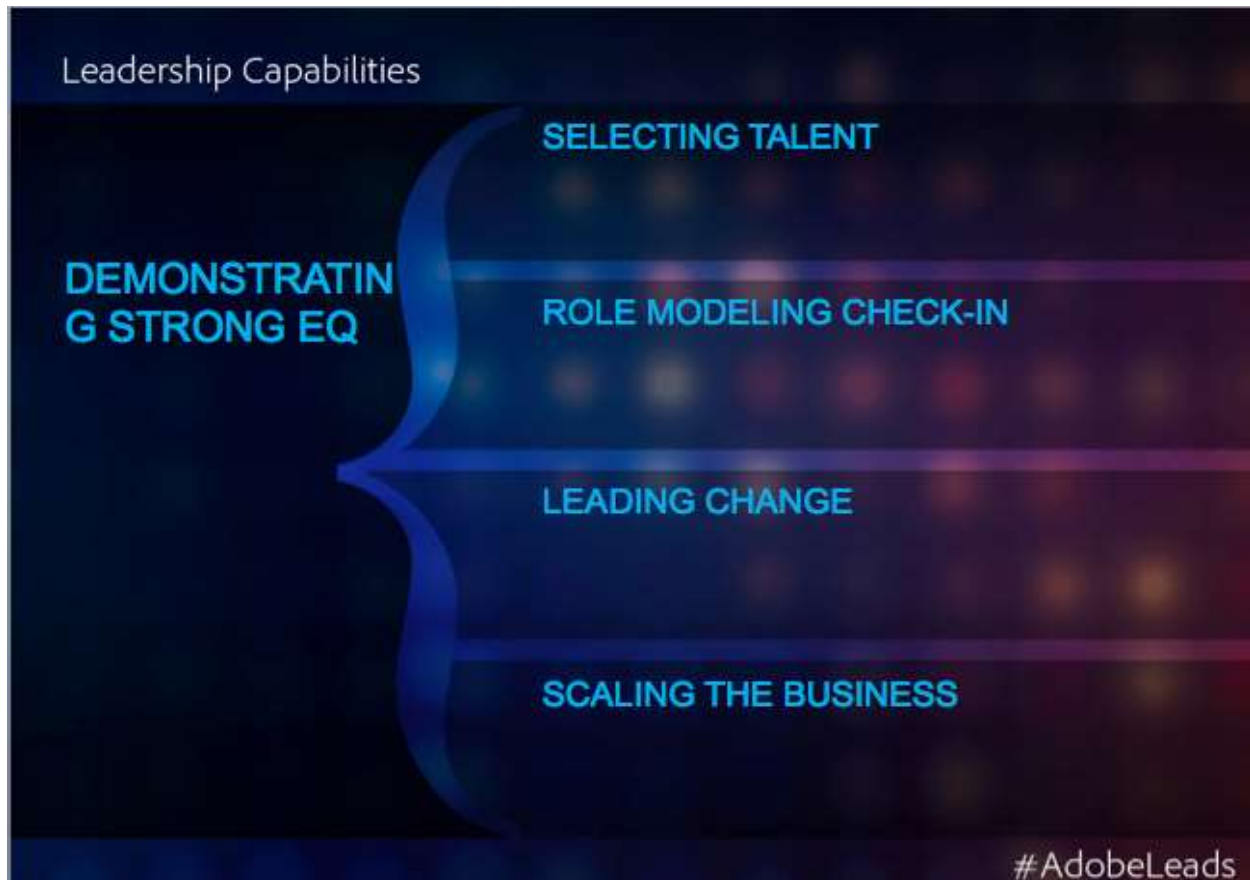 Leadership Capabilities
SELECTING TALENT
DEMONSTRATIN
G STRONG EQ
ROLE MODELING CHECK-IN
LEADING CHANGE
SCALING THE BUSINESS
#AdobeLeads